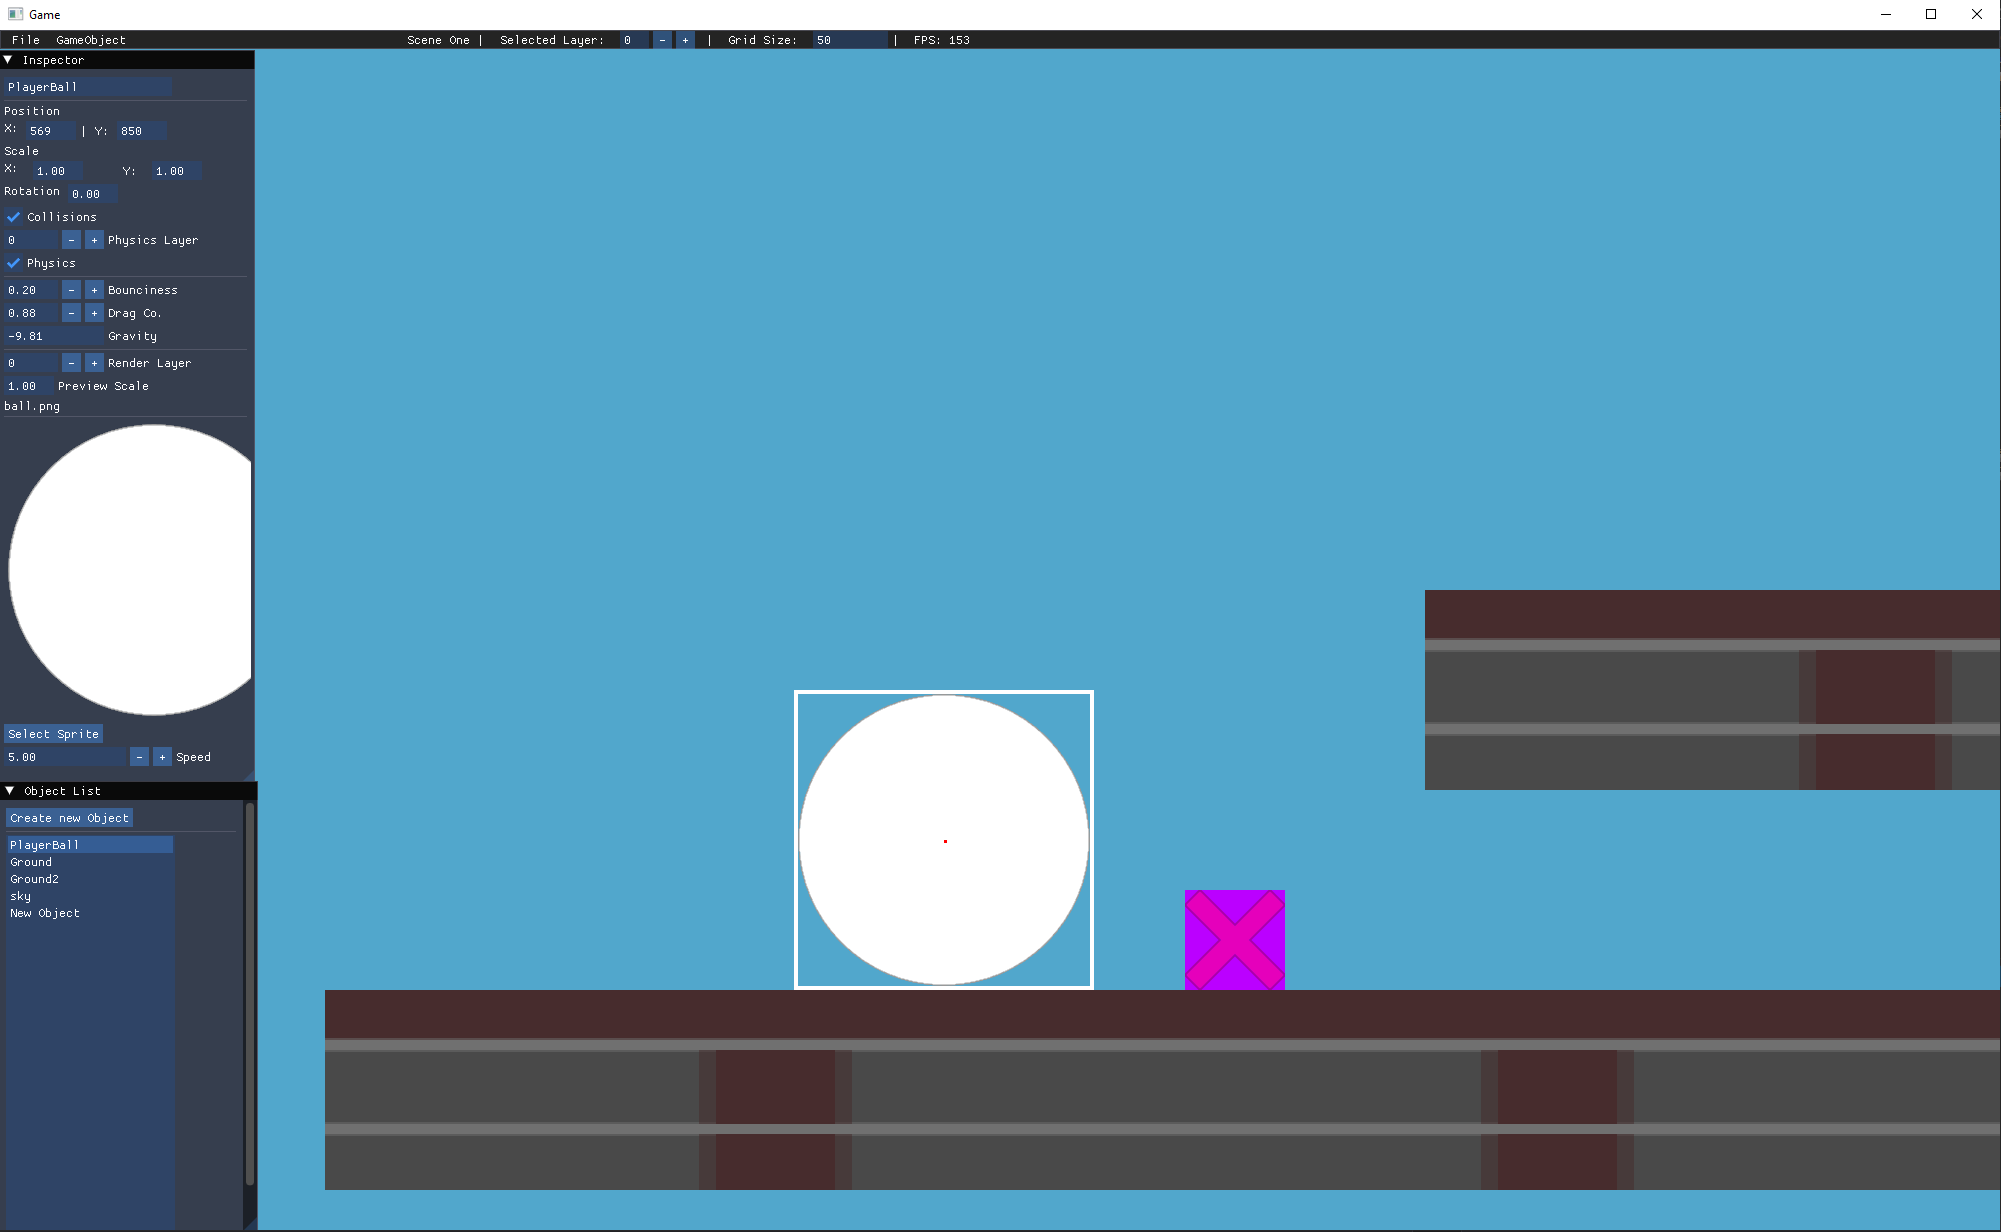 Game
File GameObject Scene One | Selected Layer: 0 - + | Grid Size: 50 | FPS: 153
Inspector
PlayerBall
Position
X: 569 | Y: 850
Scale
X: 1.00 Y: 1.00
Rotation 0.00
Collisions
0 - + Physics Layer
Physics
0.20 - + Bounciness
0.88 - + Drag Co.
-9.81 Gravity
0 - + Render Layer
1.00 Preview Scale
ball.png
Select Sprite
5.00 - + Speed
Object List
Create new Object
PlayerBall
Ground
Ground2
sky
New Object